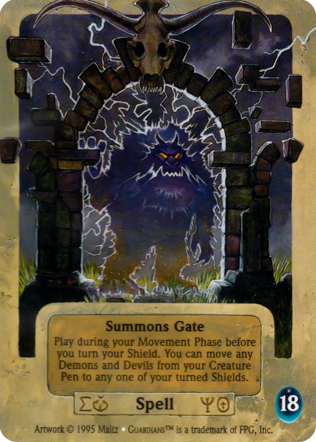 Summons Gate
Play during your Movement Phase before
you turn your Shield. You can move any
Demons and Devils from your Creature
Pen to any one of your turned Shields.
Spell
18
Artwork © 1995 Maitz • GUARDIANS™ is a trademark of FPG, Inc.